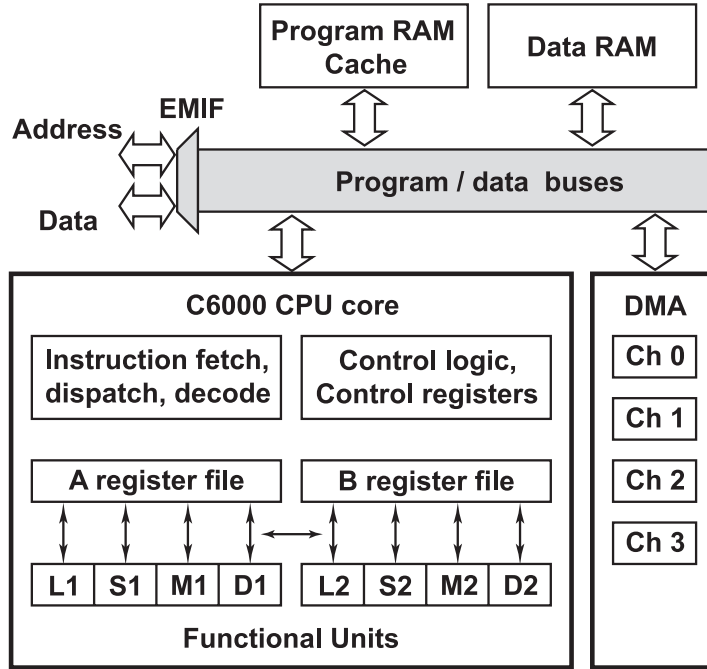 Program RAM
Cache
Data RAM
EMIF
Address
Data
Program / data buses
C6000 CPU core
Instruction fetch,
dispatch, decode
Control logic,
Control registers
A register file
B register file
L1 S1 M1 D1
L2 S2 M2 D2
Functional Units
DMA
Ch 0
Ch 1
Ch 2
Ch 3